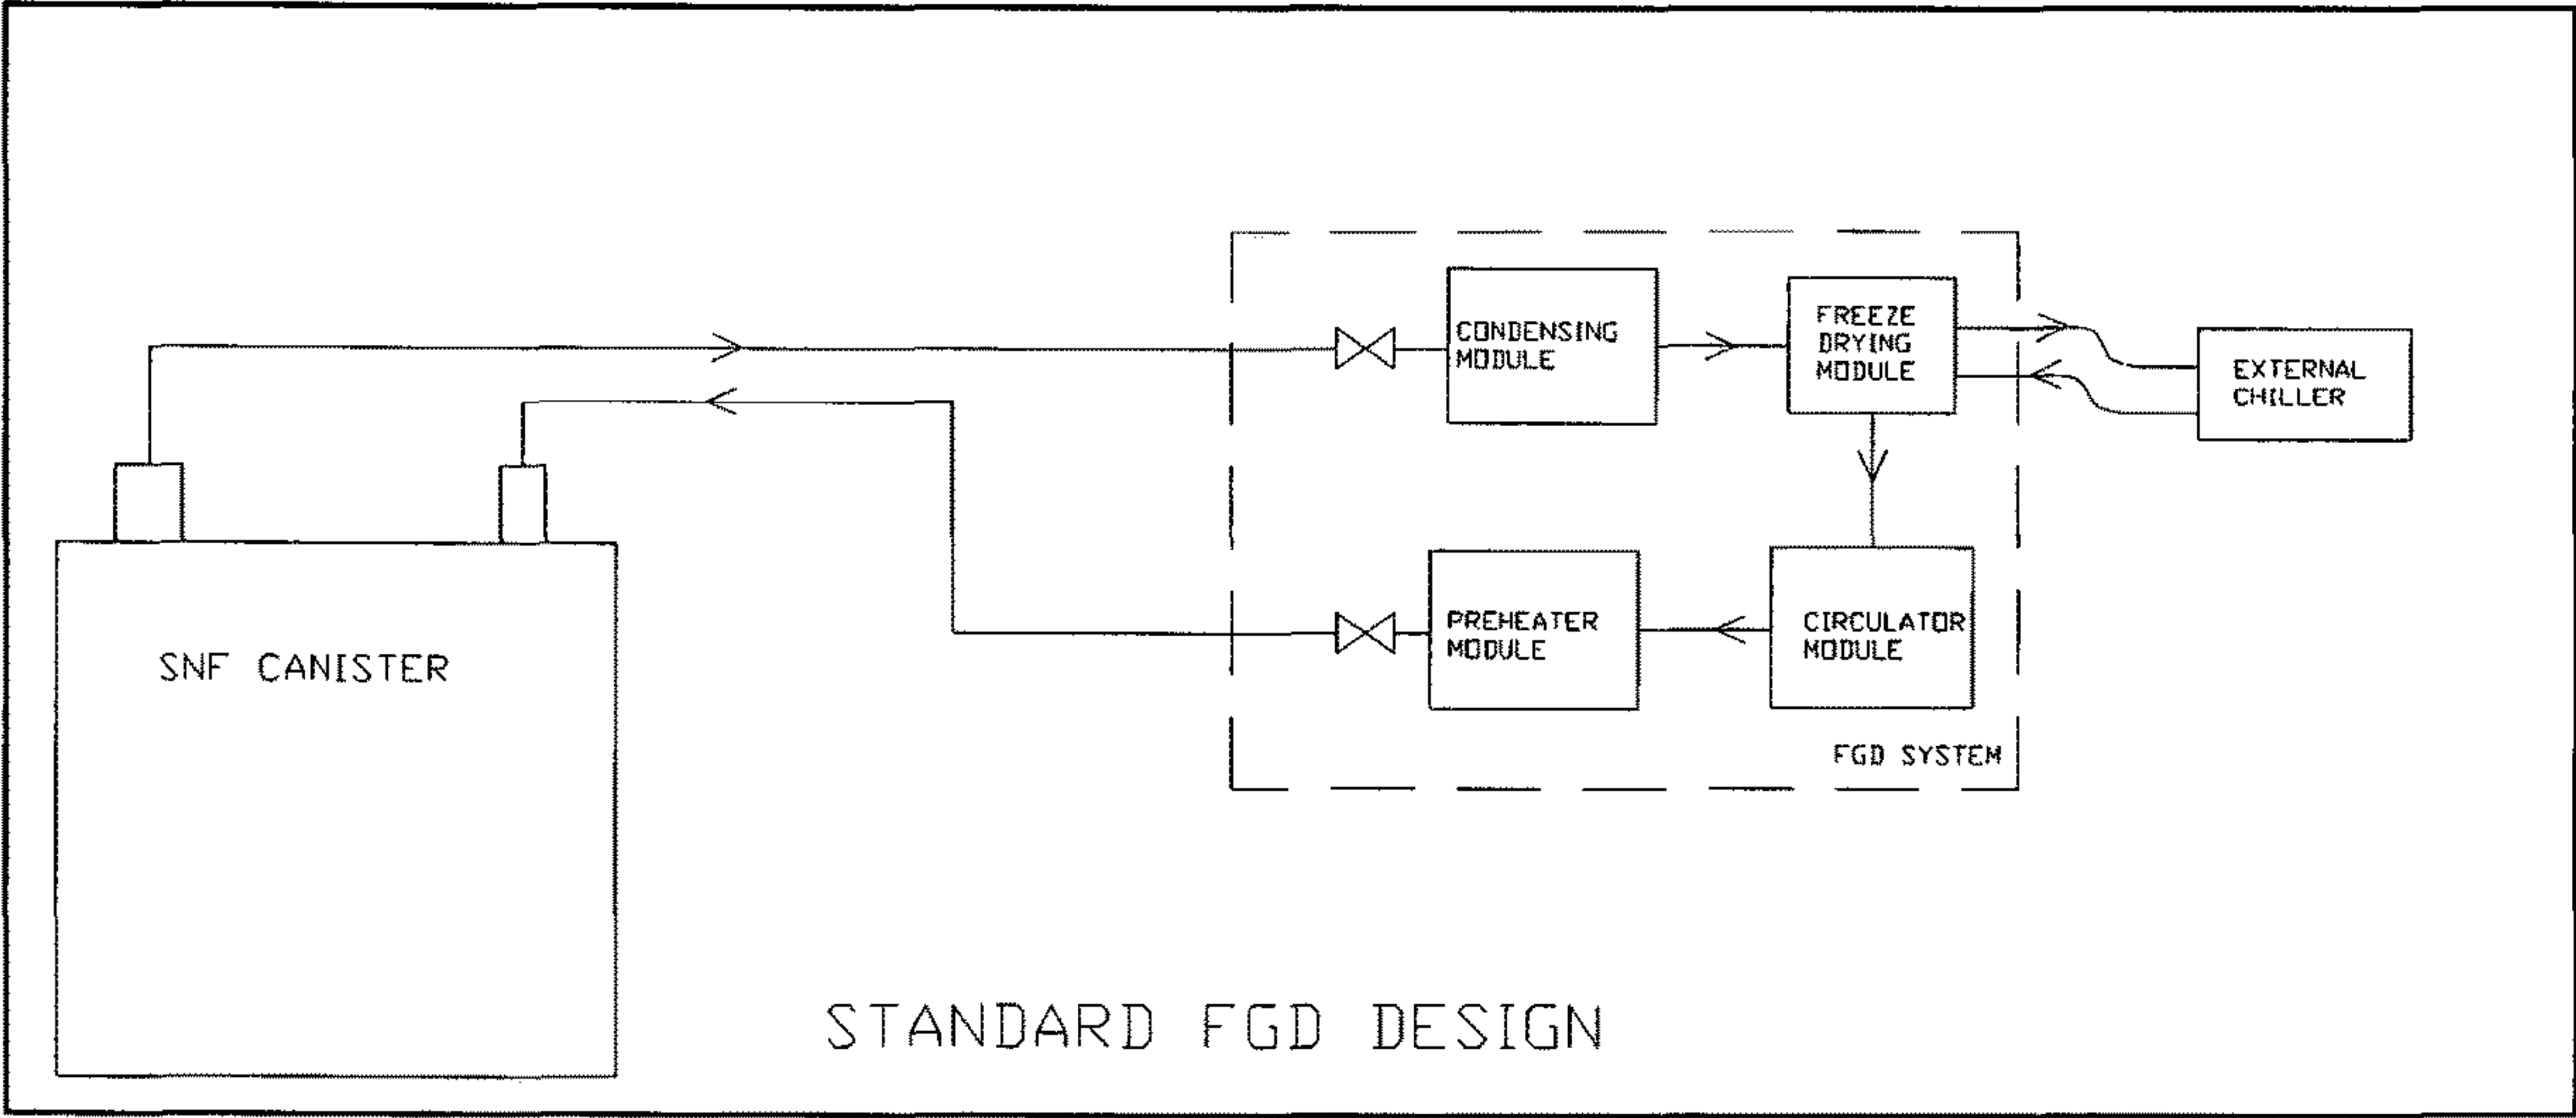 CONDENSING
MODULE
FREEZE
DRYING
MODULE
EXTERNAL
CHILLER
SNF CANISTER
PREHEATER
MODULE
CIRCULATOR
MODULE
FGD SYSTEM
STANDARD FGD DESIGN